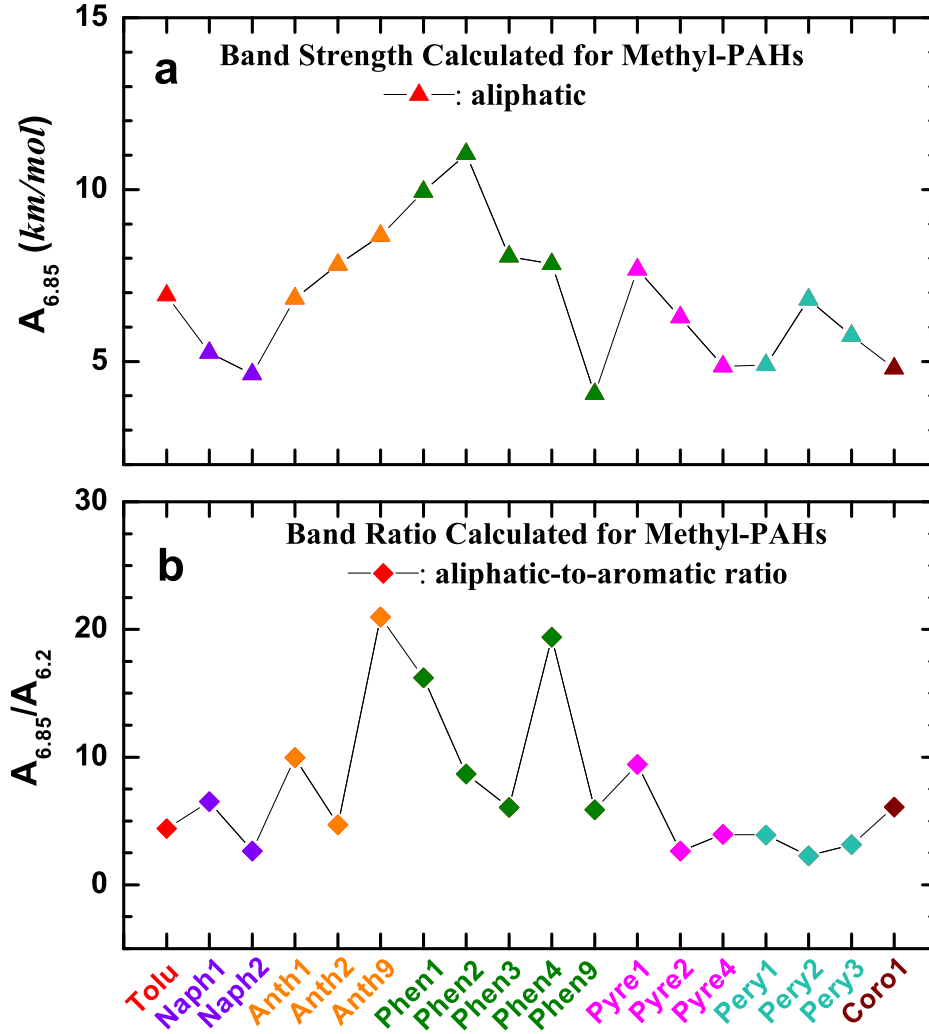 15
a
Band Strength Calculated for Methyl-PAHs
: aliphatic
10
5
A6.85 (km/mol)
30
b
Band Ratio Calculated for Methyl-PAHs
: aliphatic-to-aromatic ratio
20
10
0
A6.85/A6.2
Tolu
Naph1
Naph2
Anth1
Anth2
Anth9
Phen1
Phen2
Phen3
Phen4
Phen9
Pyre1
Pyre2
Pyre4
Pery1
Pery2
Pery3
Coro1